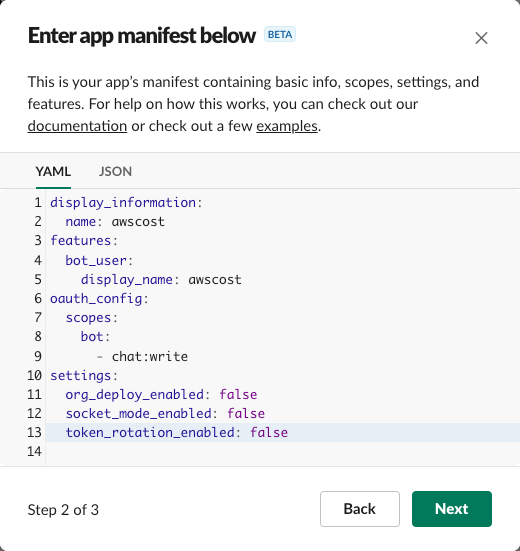 Enter app manifest below BETA
This is your app's manifest containing basic info, scopes, settings, and
features. For help on how this works, you can check out our
documentation or check out a few examples.
YAML JSON
1 display_information:
2   name: awscost
3 features:
4   bot_user:
5     display_name: awscost
6 oauth_config:
7   scopes:
8     bot:
9       - chat:write
10 settings:
11   org_deploy_enabled: false
12   socket_mode_enabled: false
13   token_rotation_enabled: false
14
Step 2 of 3 Back Next